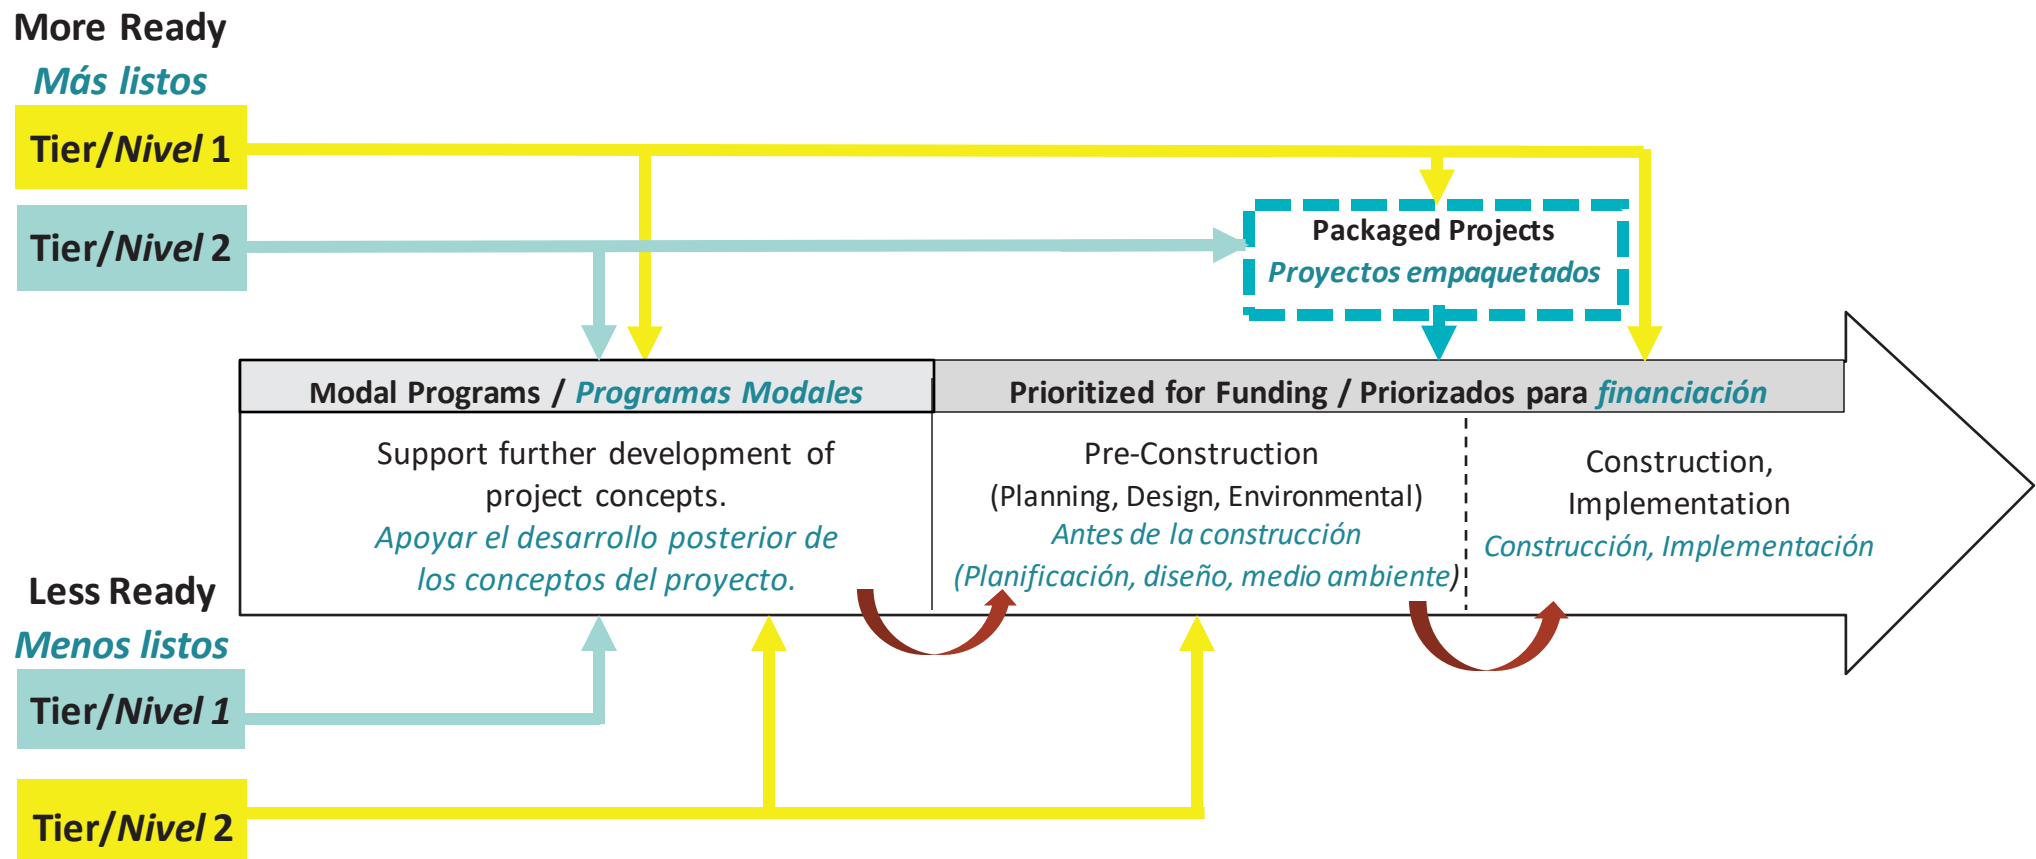 More Ready
Más listos
Tier/Nivel 1
Tier/Nivel 2
Packaged Projects
Proyectos empaquetados
Modal Programs / Programas Modales
Prioritized for Funding / Priorizados para financiación
Support further development of
project concepts.
Apoyar el desarrollo posterior de
los conceptos del proyecto.
Pre-Construction
(Planning, Design, Environmental)
Antes de la construcción
(Planificación, diseño, medio ambiente)
Construction,
Implementation
Construcción, Implementación
Less Ready
Menos listos
Tier/Nivel 1
Tier/Nivel 2